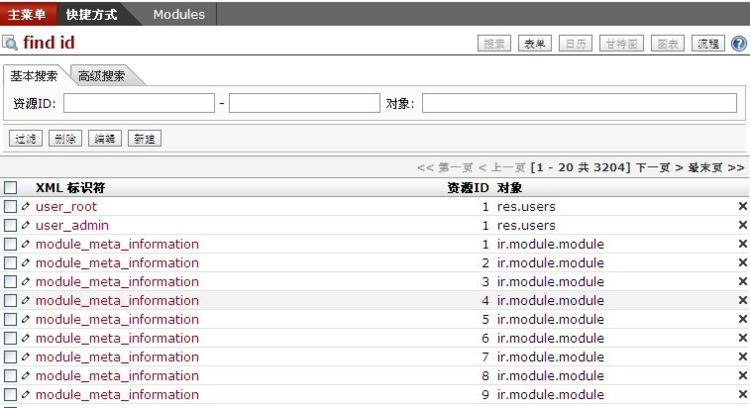 主菜单 快捷方式 Modules
find id 搜索 表单 日历 甘特图 图表 流程 ?
基本搜索 高级搜索
资源ID: - 对象:
过滤 删除 编辑 新建
<< 第一页 < 上一页 [1 - 20 共 3204] 下一页 > 最末页 >>
XML 标识符 资源ID 对象
user_root 1 res.users
user_admin 1 res.users
module_meta_information 1 ir.module.module
module_meta_information 2 ir.module.module
module_meta_information 3 ir.module.module
module_meta_information 4 ir.module.module
module_meta_information 5 ir.module.module
module_meta_information 6 ir.module.module
module_meta_information 7 ir.module.module
module_meta_information 8 ir.module.module
module_meta_information 9 ir.module.module